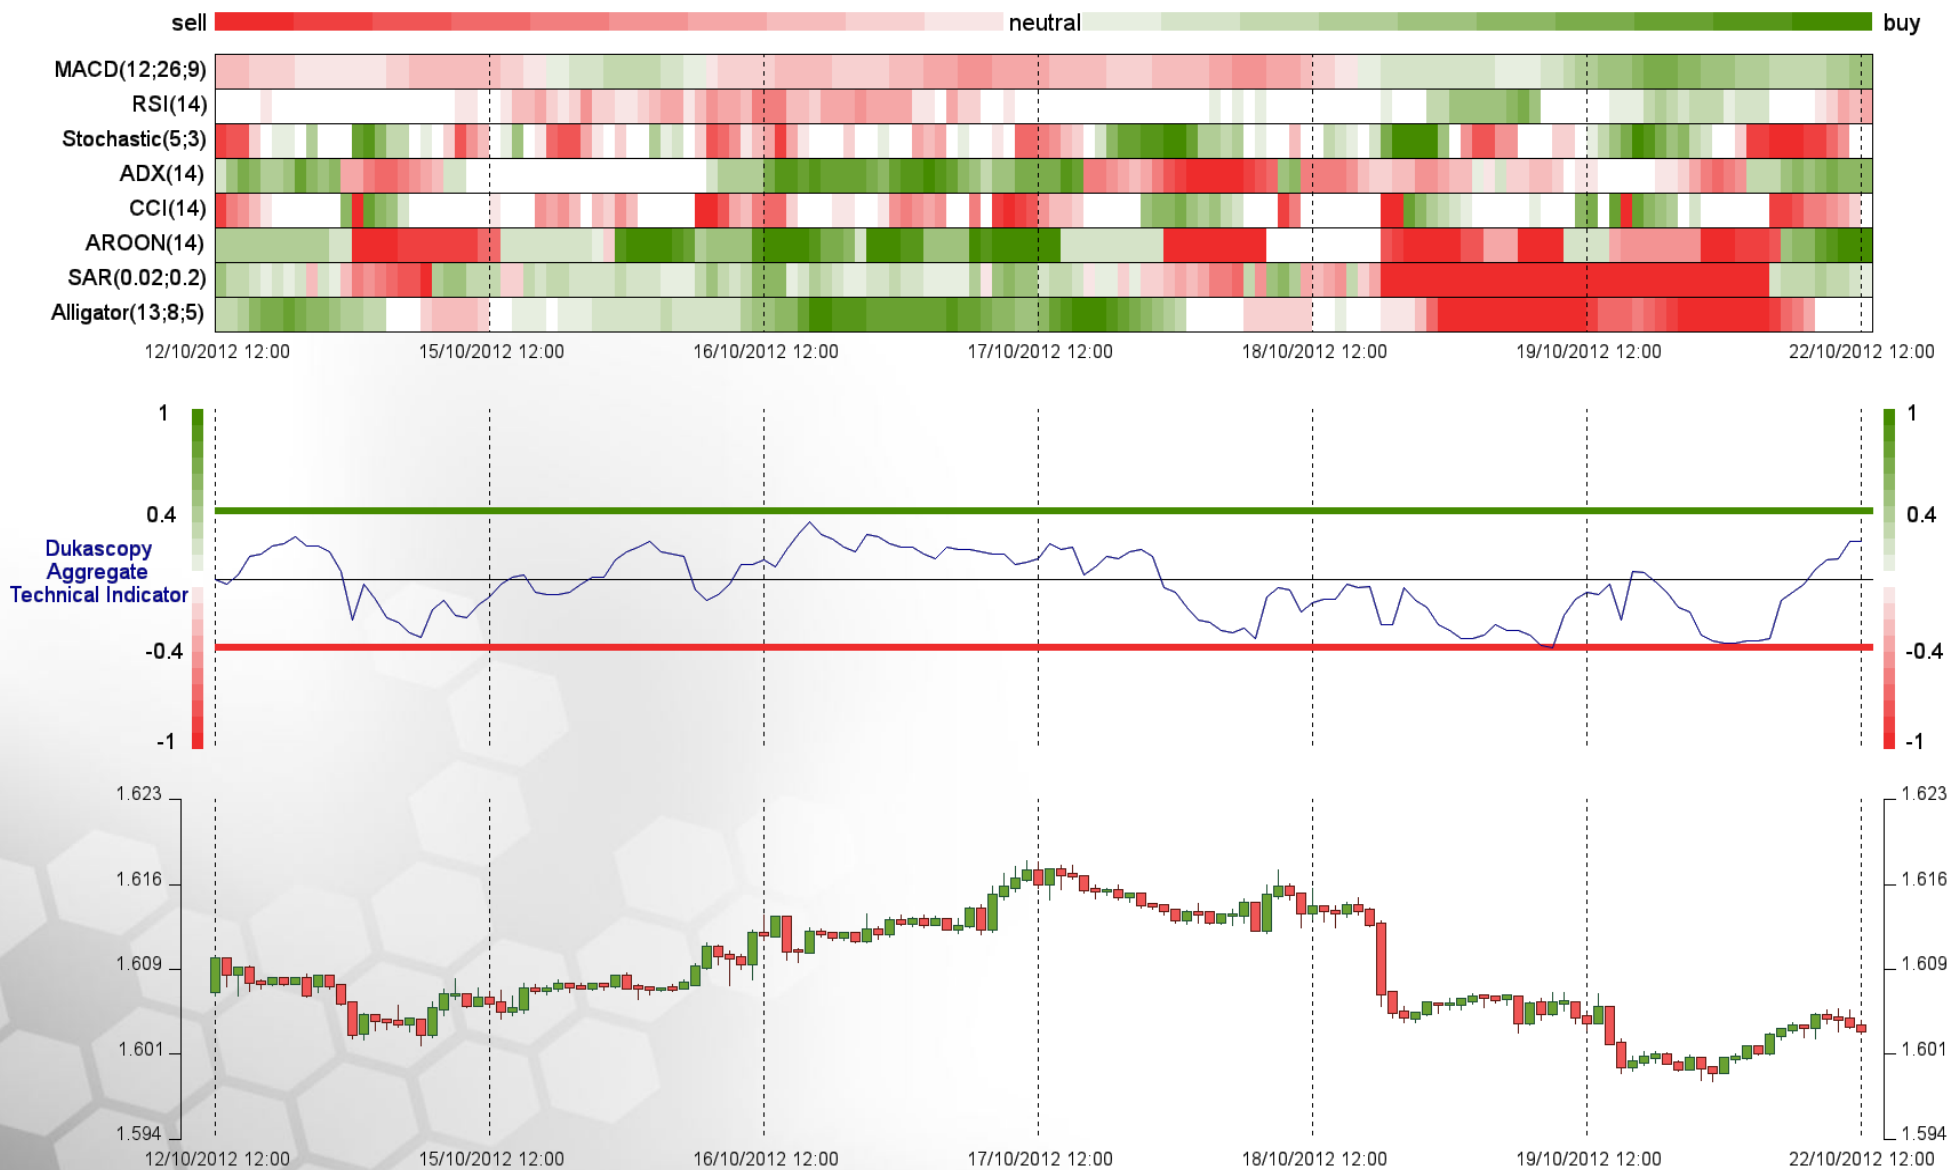 sell neutral buy
MACD(12;26;9)
RSI(14)
Stochastic(5;3)
ADX(14)
CCI(14)
AROON(14)
SAR(0.02;0.2)
Alligator(13;8;5)
12/10/2012 12:00 15/10/2012 12:00 16/10/2012 12:00 17/10/2012 12:00 18/10/2012 12:00 19/10/2012 12:00 22/10/2012 12:00
1 1
0.4 0.4
Dukascopy
Aggregate
Technical Indicator
-0.4 -0.4
-1 -1
1.623 1.623
1.616 1.616
1.609 1.609
1.601 1.601
1.594 1.594
12/10/2012 12:00 15/10/2012 12:00 16/10/2012 12:00 17/10/2012 12:00 18/10/2012 12:00 19/10/2012 12:00 22/10/2012 12:00